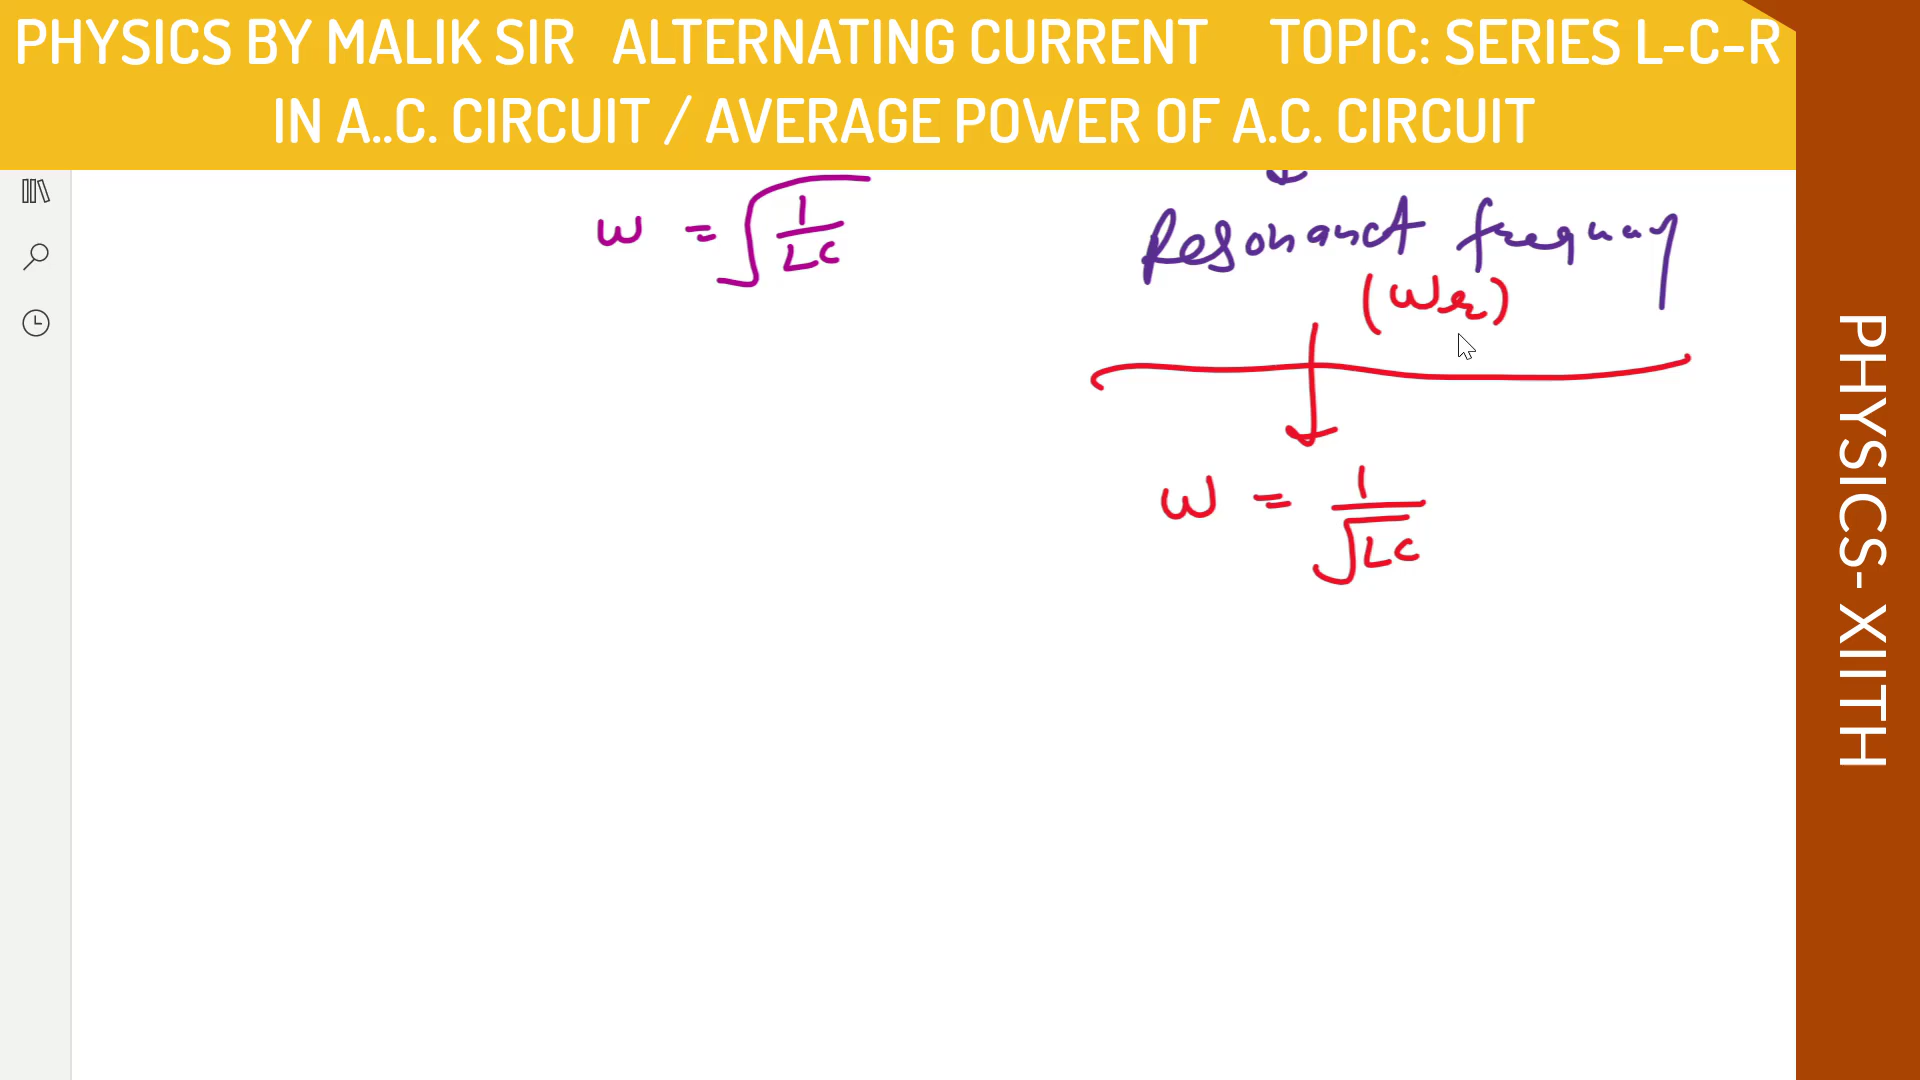 PHYSICS BY MALIK SIR ALTERNATING CURRENT TOPIC: SERIES L-C-R
IN A..C. CIRCUIT / AVERAGE POWER OF A.C. CIRCUIT
ω = √(1/LC)
Resonant frequency
(ωr)
ω = 1/√LC
PHYSICS- XIITH